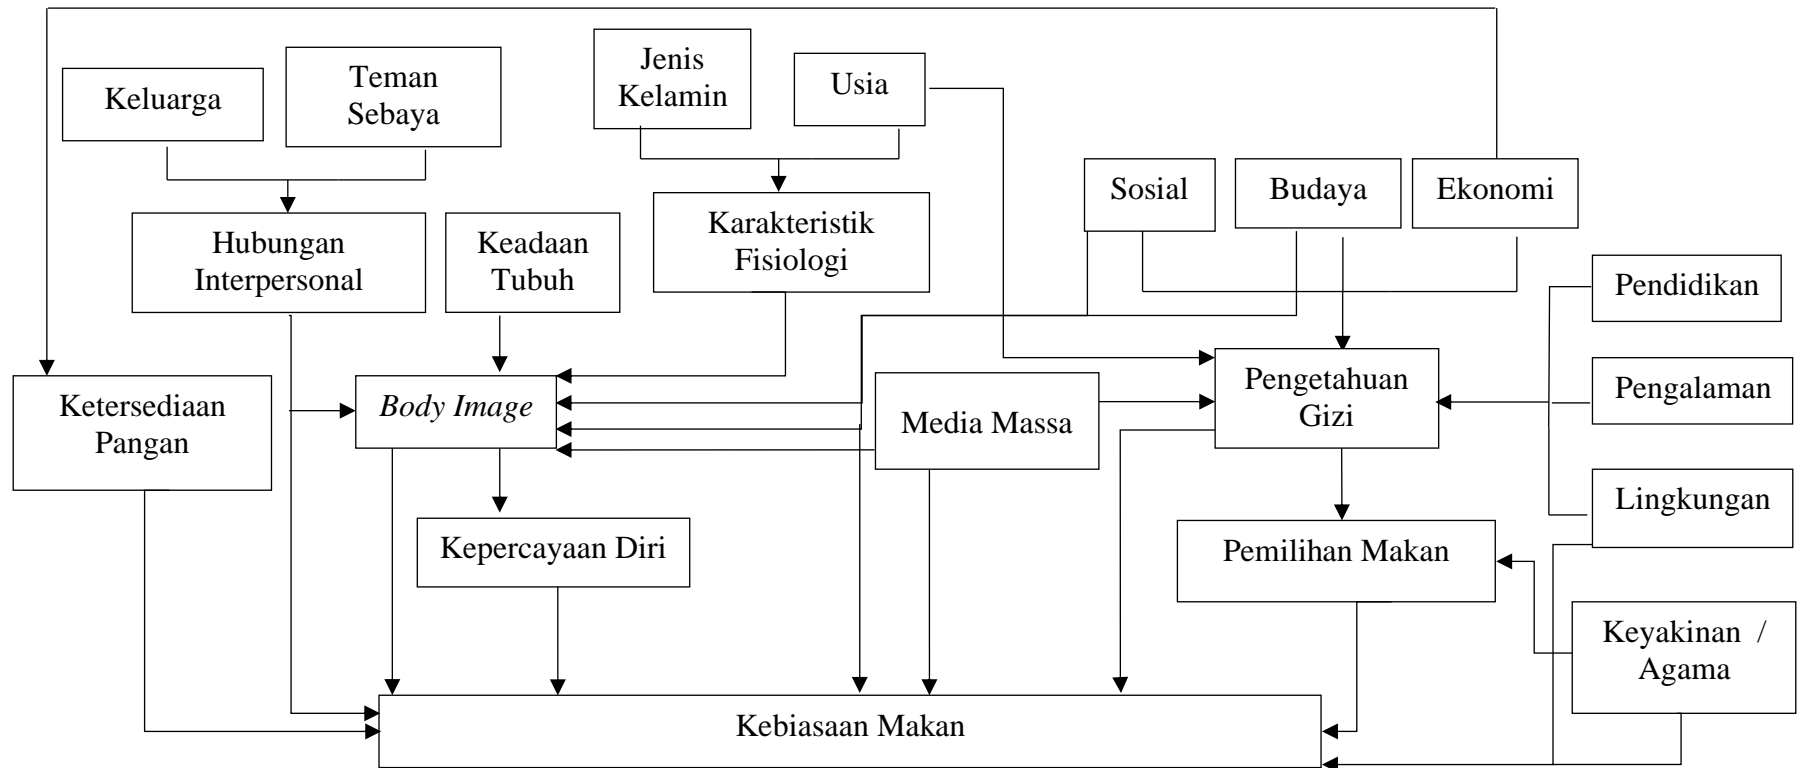 Keluarga
Teman
Sebaya
Jenis
Kelamin
Usia
Sosial
Budaya
Ekonomi
Hubungan
Interpersonal
Keadaan
Tubuh
Karakteristik
Fisiologi
Pendidikan
Ketersediaan
Pangan
Body Image
Media Massa
Pengetahuan
Gizi
Pengalaman
Lingkungan
Kepercayaan Diri
Pemilihan Makan
Keyakinan /
Agama
Kebiasaan Makan